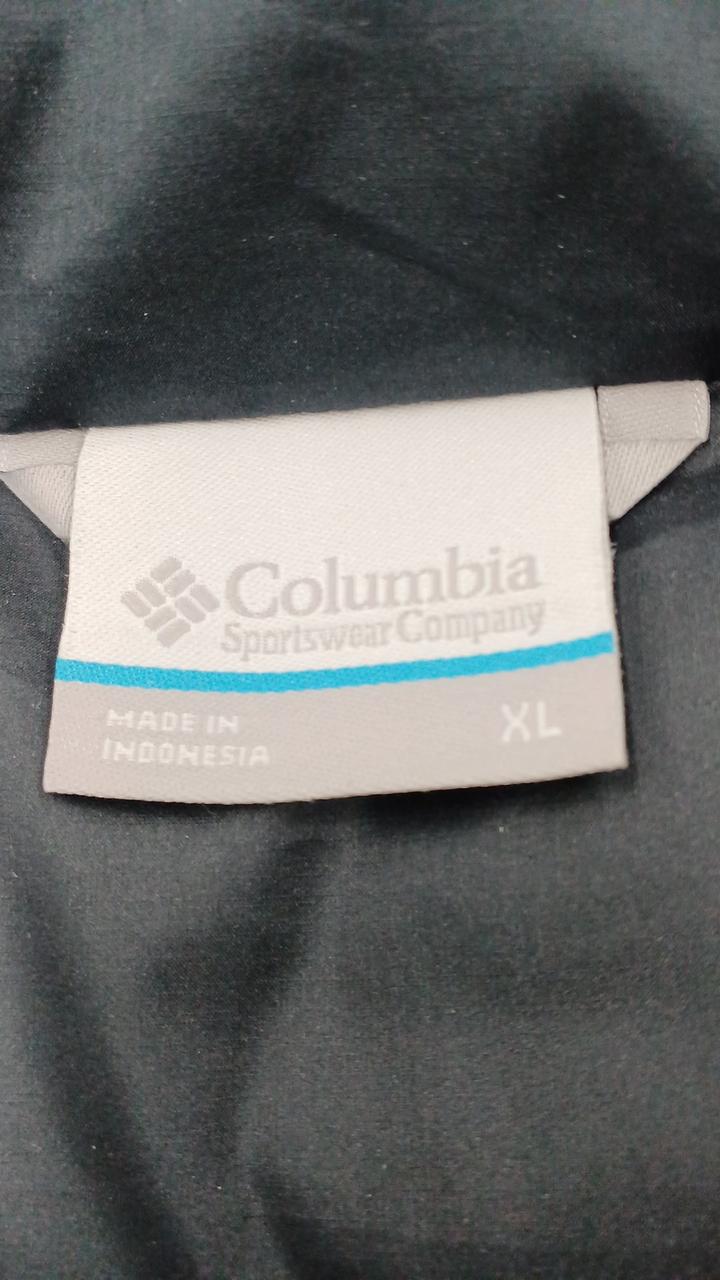 Columbia
Sportswear Company
MADE IN
INDONESIA
XL